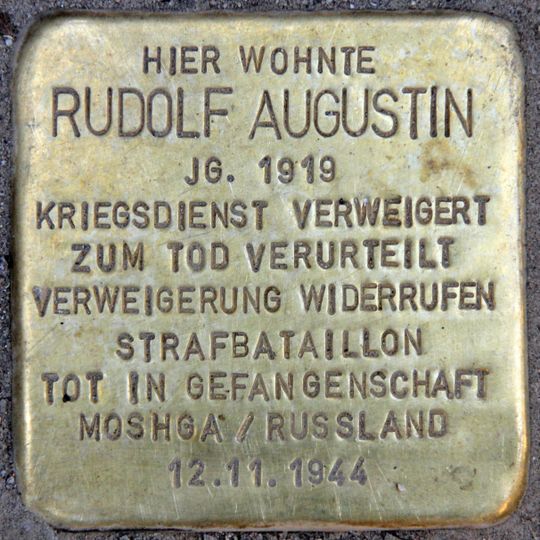 HIER WOHNTE
RUDOLF AUGUSTIN
JG. 1919
KRIEGSDIENST VERWEIGERT
ZUM TOD VERURTEILT
VERWEIGERUNG WIDERRUFEN
STRAFBATAILLON
TOT IN GEFANGENSCHAFT
MOSHGA / RUSSLAND
12.11.1944